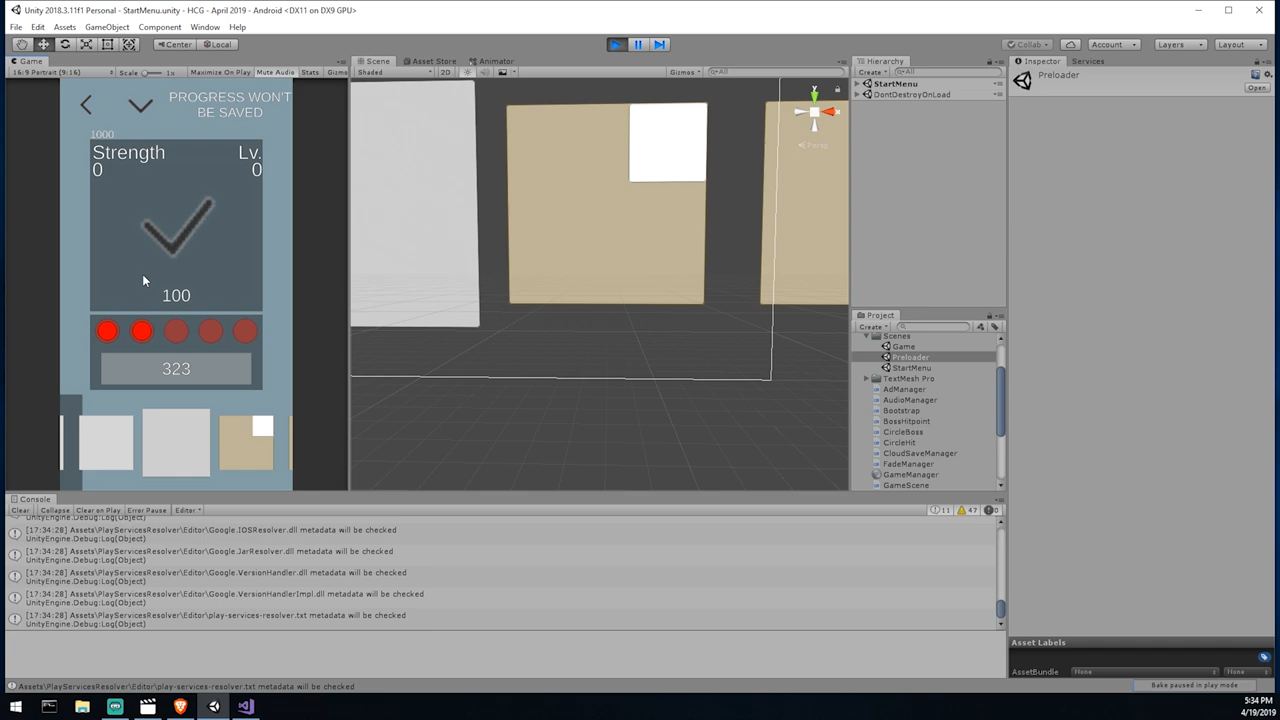 Unity 2018.3.11f1 Personal - StartMenu.unity - HCG - April 2019 - Android <DX11 on DX9 GPU>
File Edit Assets GameObject Component Window Help
Center Local
Collab Account Layers Layout
Game
16:9 Portrait (9:16) Scale 1x Maximize On Play Mute Audio Stats Gizmos
PROGRESS WON'T
BE SAVED
1000
Strength Lv.
0 0
100
323
Scene Asset Store Animator
Shaded 2D Gizmos All
y
Persp
Hierarchy
Create All
StartMenu
DontDestroyOnLoad
Project
Create
Scenes
Game
Preloader
StartMenu
TextMesh Pro
AdManager
AudioManager
Bootstrap
BossHitpoint
CircleBoss
CircleHit
CloudSaveManager
FadeManager
GameManager
GameScene
Inspector Services
Preloader
Open
Console
Clear Collapse Clear on Play Error Pause Editor 11 47 0
UnityEngine.Debug:Log(Object)
[17:34:28] Assets\PlayServicesResolver\Editor\Google.IOSResolver.dll metadata will be checked
UnityEngine.Debug:Log(Object)
[17:34:28] Assets\PlayServicesResolver\Editor\Google.JarResolver.dll metadata will be checked
UnityEngine.Debug:Log(Object)
[17:34:28] Assets\PlayServicesResolver\Editor\Google.VersionHandler.dll metadata will be checked
UnityEngine.Debug:Log(Object)
[17:34:28] Assets\PlayServicesResolver\Editor\Google.VersionHandlerImpl.dll metadata will be checked
UnityEngine.Debug:Log(Object)
[17:34:28] Assets\PlayServicesResolver\Editor\play-services-resolver.txt metadata will be checked
UnityEngine.Debug:Log(Object)
Asset Labels
AssetBundle None None
Assets\PlayServicesResolver\Editor\play-services-resolver.txt metadata will be checked
Bake paused in play mode
5:34 PM
4/19/2019